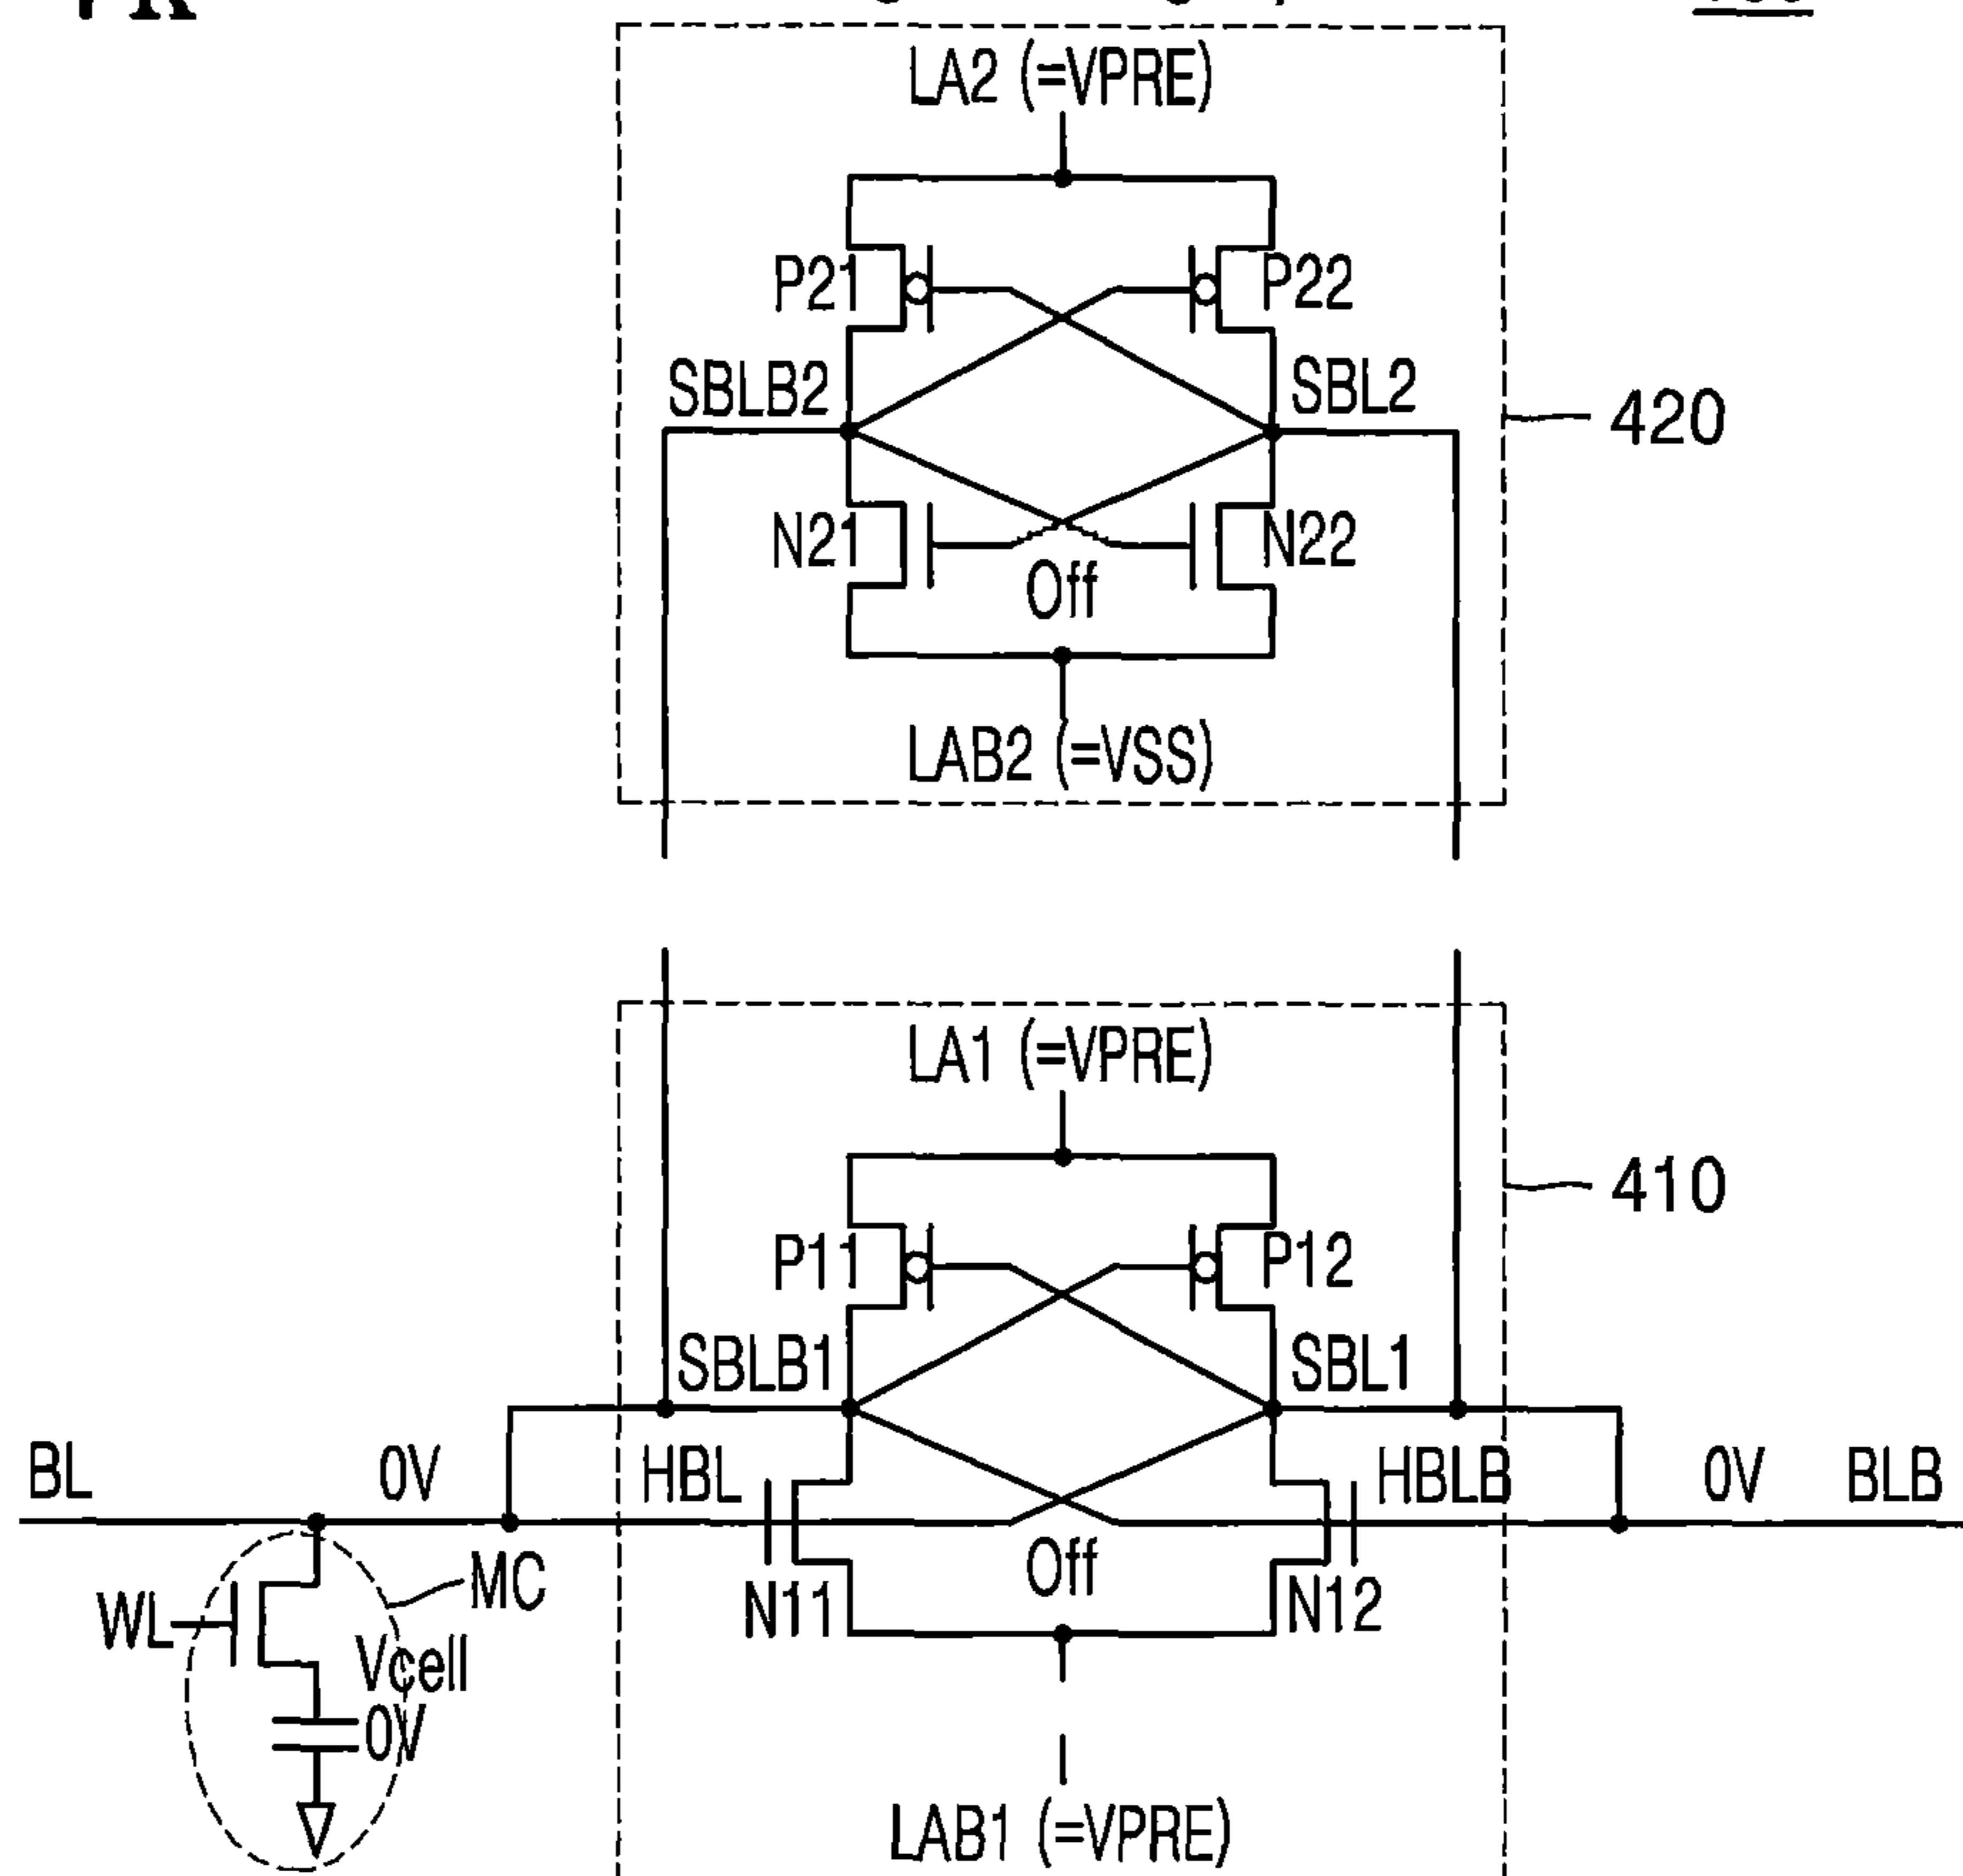 LA2 (=VPRE)
P21
P22
SBLB2
SBL2
420
N21
N22
Off
LAB2 (=VSS)
LA1 (=VPRE)
410
P11
P12
SBLB1
SBL1
BL
0V
HBL
HBLB
0V
BLB
MC
Off
WL
N11
N12
Vcell
0V
LAB1 (=VPRE)